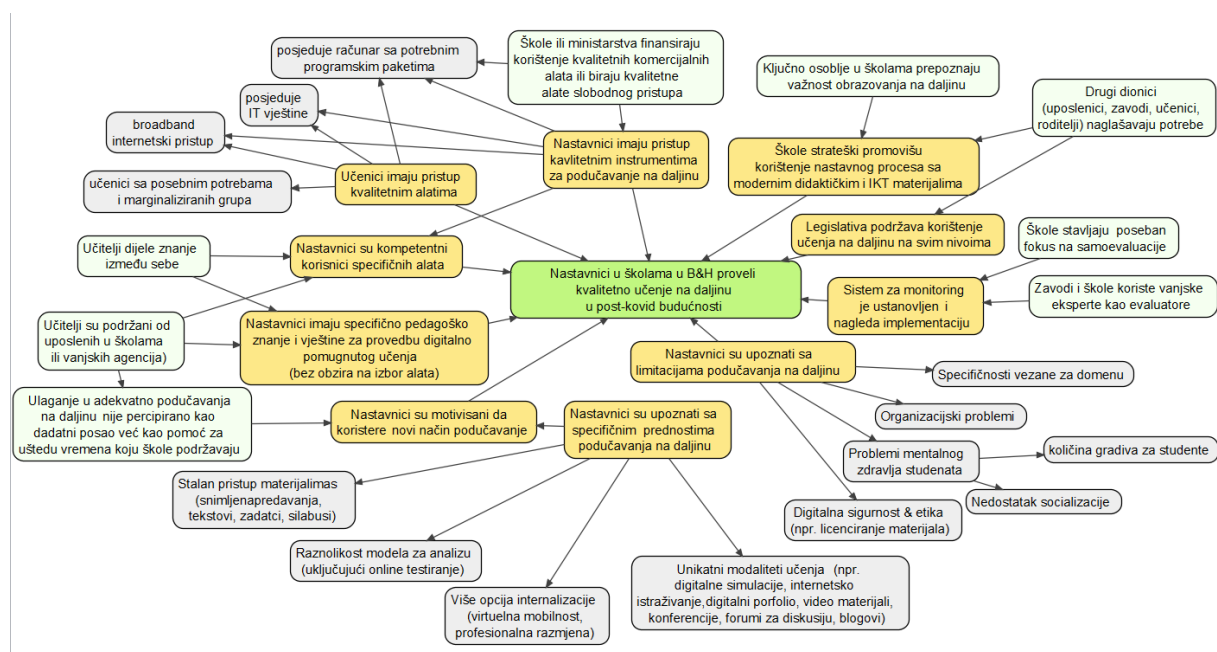 posjeduje računar sa potrebnim
programskim paketima
Škole ili ministarstva finansiraju
korištenje kvalitetnih komercijalnih
alata ili biraju kvalitetne
alate slobodnog pristupa
Ključno osoblje u školama prepoznaju
važnost obrazovanja na daljinu
Drugi dionici
(uposlenici, zavodi, učenici,
roditelji) naglašavaju potrebe
posjeduje
IT vještine
broadband
internetski pristup
Nastavnici imaju pristup
kavlitetnim instrumentima
za podučavanje na daljinu
Škole strateški promovišu
korištenje nastavnog procesa sa
modernim didaktičkim i IKT materijalima
Učenici imaju pristup
kvalitetnim alatima
učenici sa posebnim potrebama
i marginaliziranih grupa
Legislativa podržava korištenje
učenja na daljinu na svim nivoima
Škole stavljaju poseban
fokus na samoevaluacije
Učitelji dijele znanje
između sebe
Nastavnici su kompetentni
korisnici specifičnih alata
Nastavnici u školama u B&H proveli
kvalitetno učenje na daljinu
u post-kovid budućnosti
Sistem za monitoring
je ustanovljen i
nagleda implementaciju
Zavodi i škole koriste vanjske
eksperte kao evaluatore
Učitelji su podržani od
uposlenih u školama
ili vanjskih agencija)
Nastavnici imaju specifično pedagoško
znanje i vještine za provedbu digitalno
pomugnutog učenja
(bez obzira na izbor alata)
Nastavnici su upoznati sa
limitacijama podučavanja na daljinu
Specifičnosti vezane za domenu
Ulaganje u adekvatno podučavanja
na daljinu nije percipirano kao
dadatni posao već kao pomoć za
uštedu vremena koju škole podržavaju
Nastavnici su motivisani da
koristere novi način podučavanje
Nastavnici su upoznati sa
specifičnim prednostima
podučavanja na daljinu
Organizacijski problemi
Problemi mentalnog
zdravlja studenata
količina gradiva za studente
Nedostatak socializacije
Stalan pristup materijalimas
(snimljenapredavanja,
tekstovi, zadatci, silabusi)
Digitalna sigurnost & etika
(npr. licenciranje materijala)
Raznolikost modela za analizu
(uključujući online testiranje)
Više opcija internalizacije
(virtuelna mobilnost,
profesionalna razmjena)
Unikatni modaliteti učenja (npr.
digitalne simulacije, internetsko
istraživanje,digitalni porfolio, video materijali,
konferencije, forumi za diskusiju, blogovi)